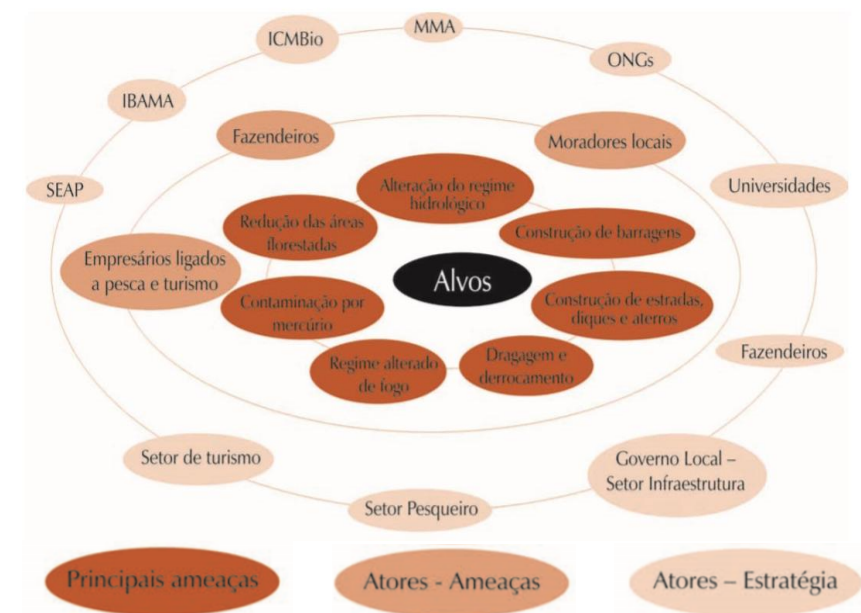 MMA
ICMBio
ONGs
IBAMA
Fazendeiros
Moradores locais
SEAP
Alteração do regime
hidrológico
Universidades
Redução das áreas
florestadas
Construção de barragens
Empresários ligados
a pesca e turismo
Alvos
Contaminação por
mercúrio
Construção de estradas,
diques e aterros
Regime alterado
de fogo
Dragagem e
derrocamento
Fazendeiros
Setor de turismo
Governo Local –
Setor Infraestrutura
Setor Pesqueiro
Principais ameaças
Atores - Ameaças
Atores – Estratégia